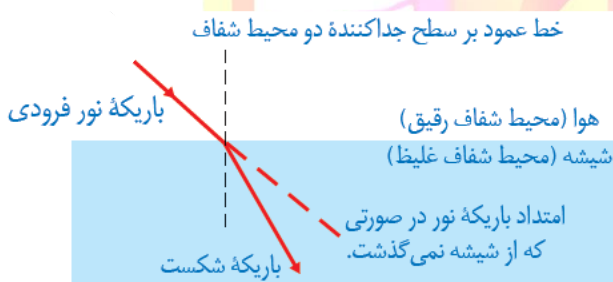 خط عمود بر سطح جداکنندهٔ دو محیط شفاف
باریکهٔ نور فرودی
هوا (محیط شفاف رقیق)
شیشه (محیط شفاف غلیظ)
امتداد باریکهٔ نور در صورتی
که از شیشه نمی‌گذشت.
باریکهٔ شکست